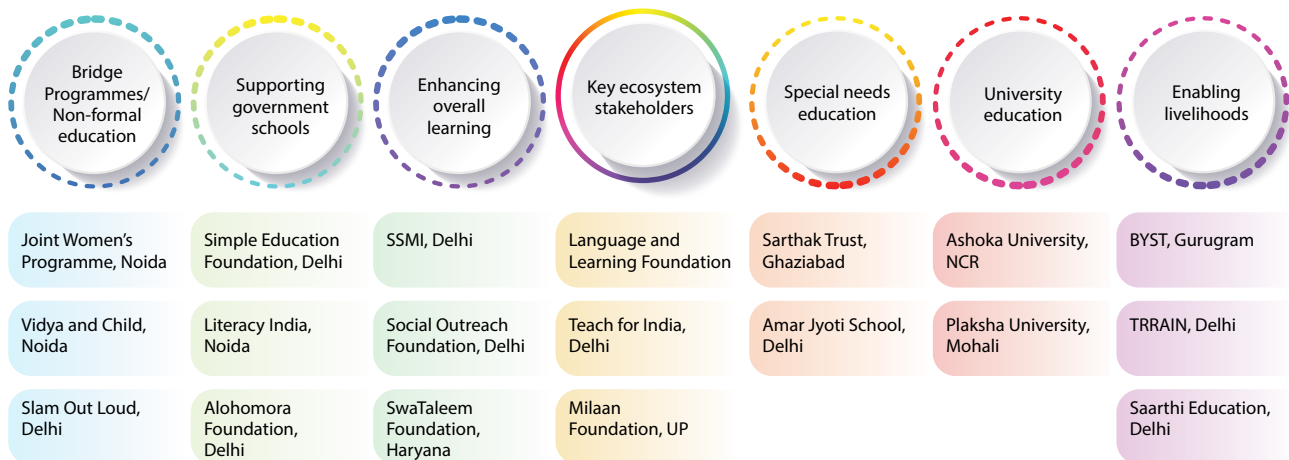 Bridge
Programmes/
Non-formal
education
Supporting
government
schools
Enhancing
overall
learning
Key ecosystem
stakeholders
Special needs
education
University
education
Enabling
livelihoods
Joint Women's
Programme, Noida
Simple Education
Foundation, Delhi
SSMI, Delhi
Language and
Learning Foundation
Sarthak Trust,
Ghaziabad
Ashoka University,
NCR
BYST, Gurugram
Vidya and Child,
Noida
Literacy India,
Noida
Social Outreach
Foundation, Delhi
Teach for India,
Delhi
Amar Jyoti School,
Delhi
Plaksha University,
Mohali
TRRAIN, Delhi
Slam Out Loud,
Delhi
Alohomora
Foundation,
Delhi
SwaTaleem
Foundation,
Haryana
Milaan
Foundation, UP
Saarthi Education,
Delhi